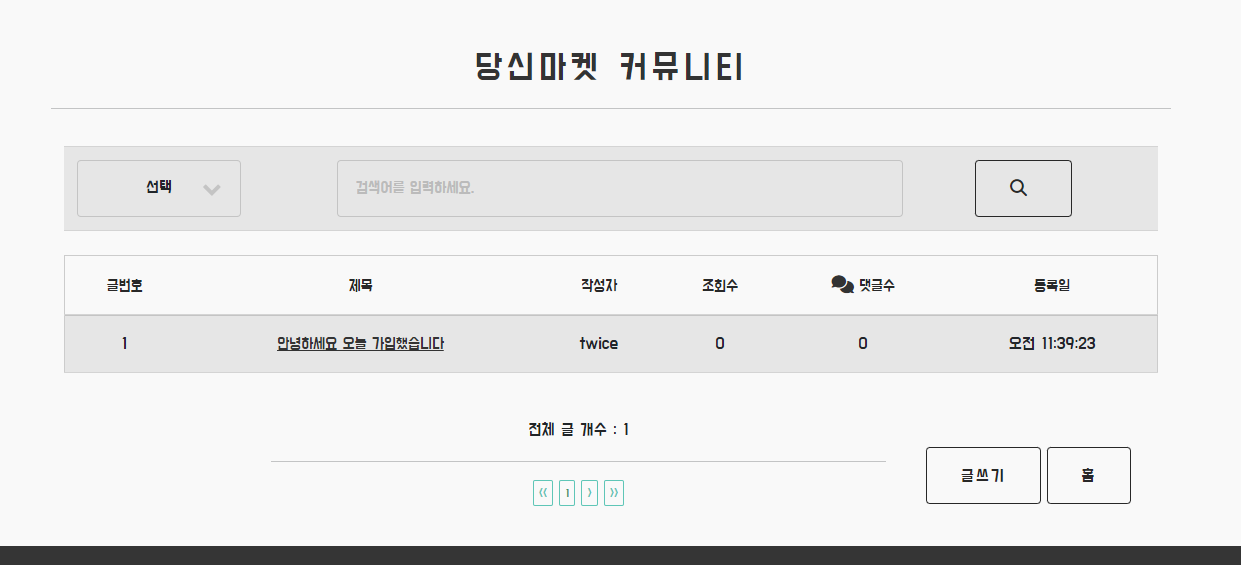 당신마켓 커뮤니티
선택 검색어를 입력하세요.
글번호 제목 작성자 조회수 댓글수 등록일
1 안녕하세요 오늘 가입했습니다 twice 0 0 오전 11:39:23
전체 글 개수 : 1
글쓰기 홈
《 1 〉 》